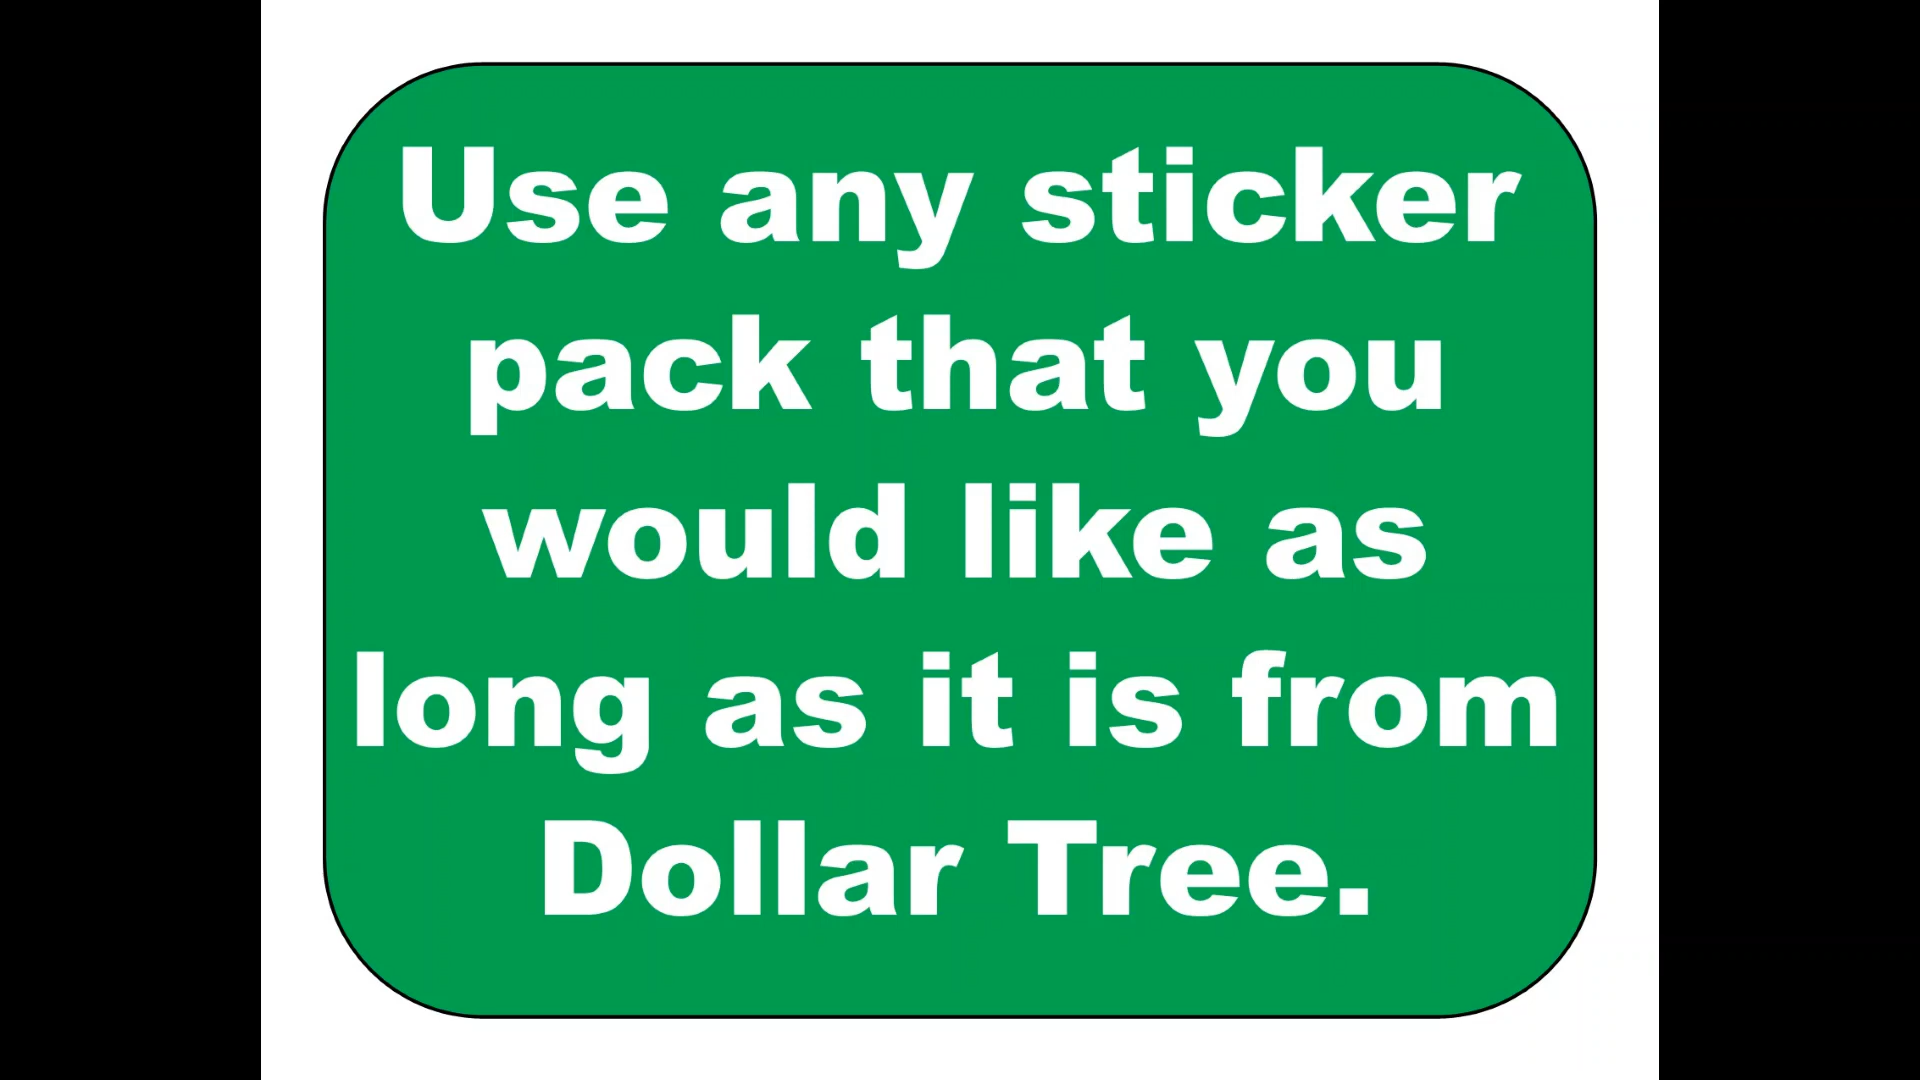 Use any sticker
pack that you
would like as
long as it is from
Dollar Tree.